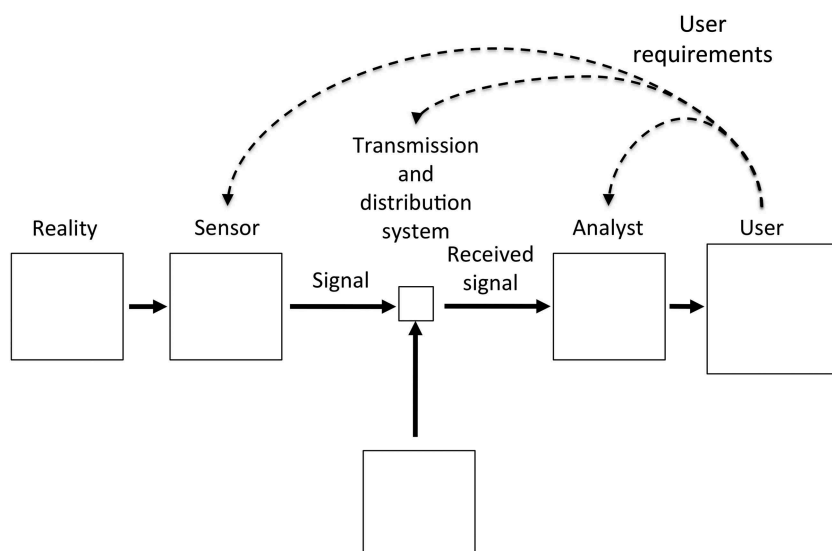 User
requirements
Transmission
and
distribution
system
Reality
Sensor
Analyst
User
Signal
Received
signal